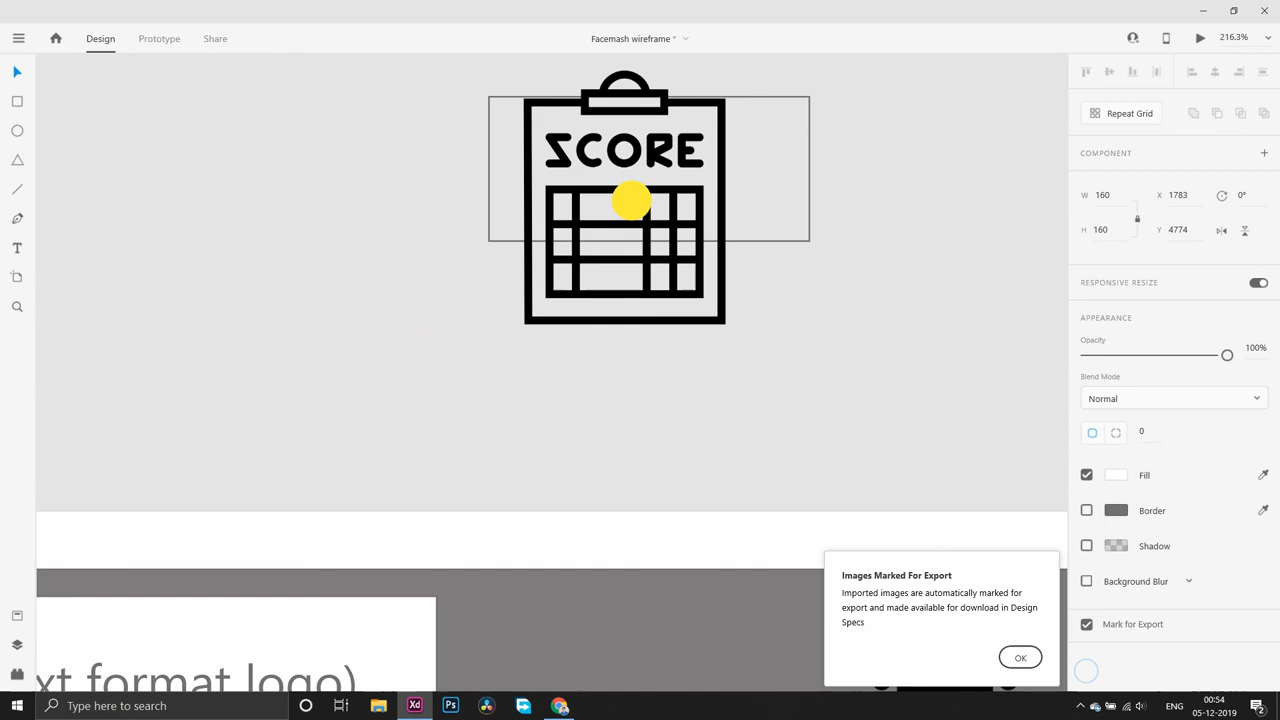 Design
Prototype
Share
Facemash wireframe *
216.3%
SCORE
Repeat Grid
COMPONENT
W 160
X 1783
0°
H 160
Y 4774
RESPONSIVE RESIZE
APPEARANCE
Opacity
100%
Blend Mode
Normal
0
Fill
Border
Shadow
Background Blur
Mark for Export
Images Marked For Export
Imported images are automatically marked for
export and made available for download in Design
Specs
OK
xt format logo)
Type here to search
Xd
Ps
ENG
00:54
05-12-2019
2